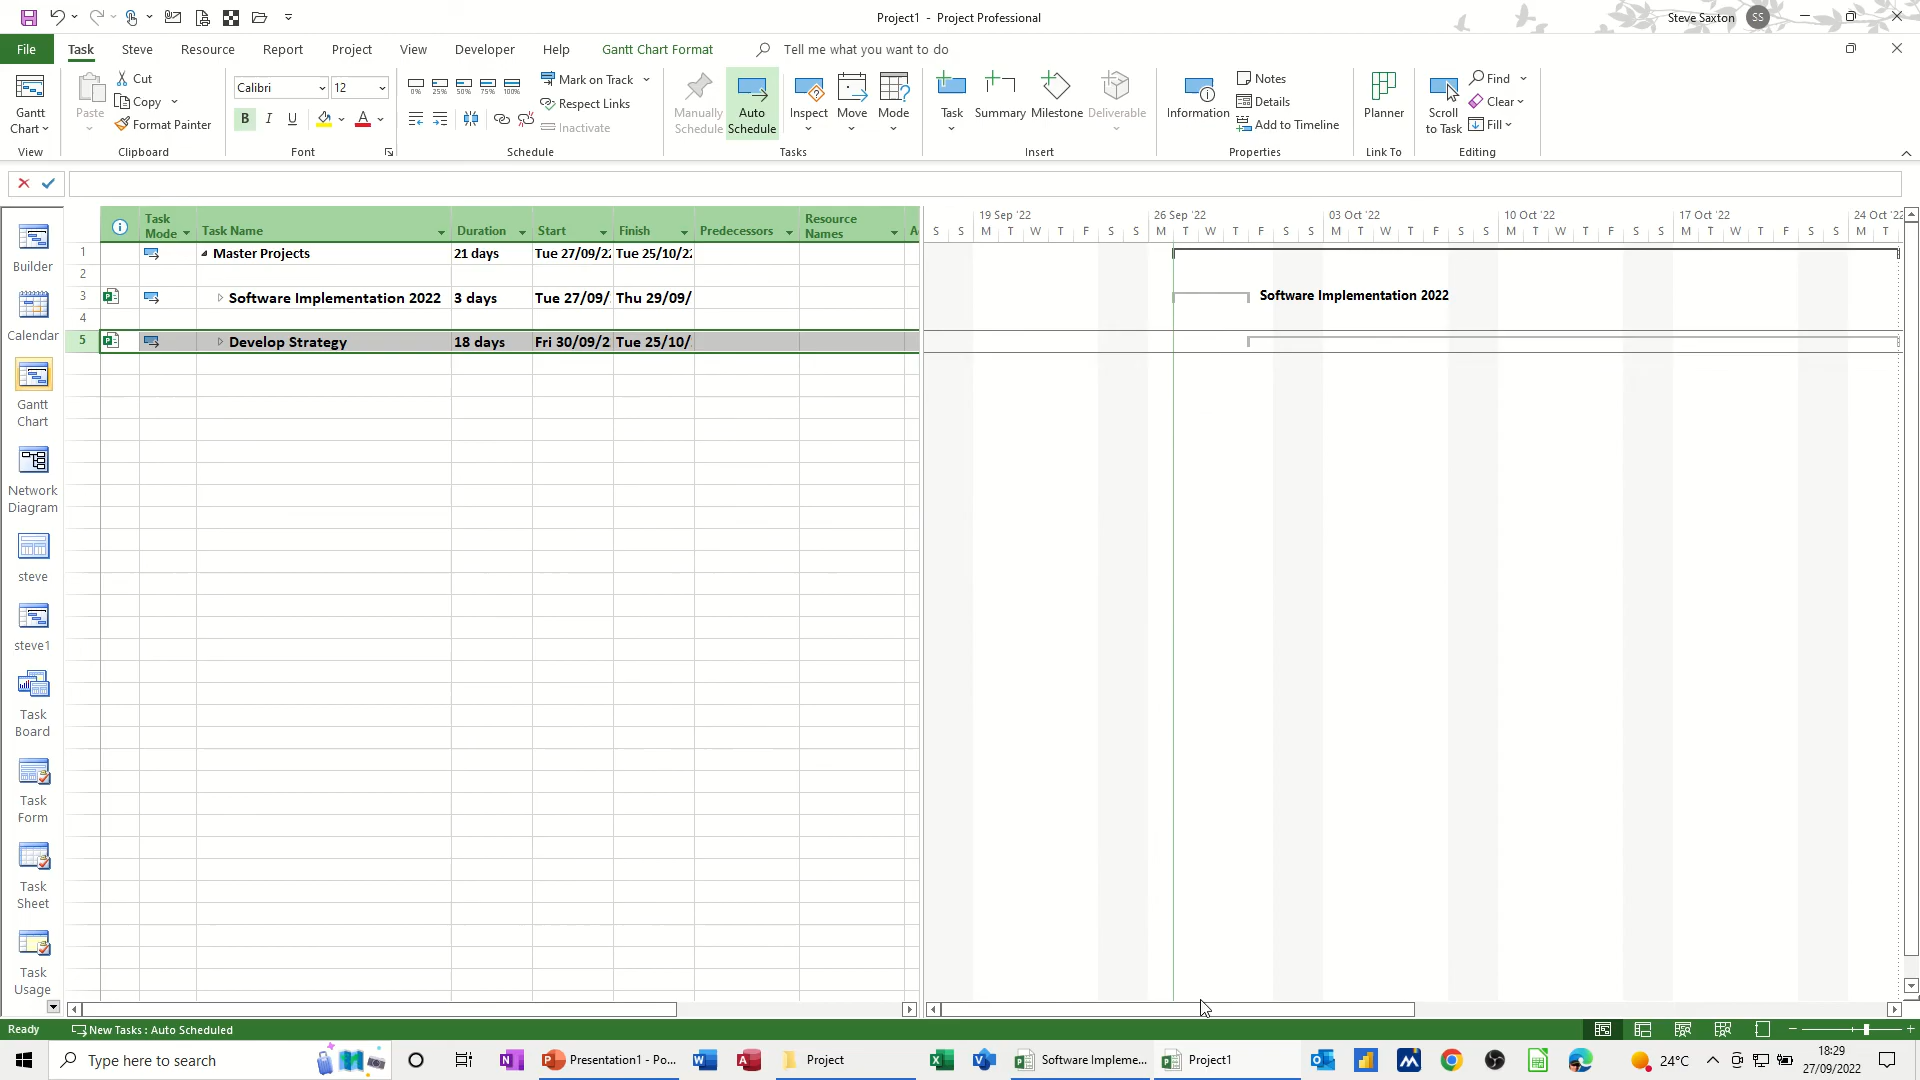 Project1 - Project Professional
Steve Saxton
SS
File
Task
Steve
Resource
Report
Project
View
Developer
Help
Gantt Chart Format
Tell me what you want to do
Gantt
Chart
View
Paste
Cut
Copy
Format Painter
Clipboard
Calibri
12
B I U
A
Font
0% 25% 50% 75% 100%
Mark on Track
Respect Links
Inactivate
Schedule
Manually
Schedule
Auto
Schedule
Inspect
Move
Mode
Tasks
Task
Summary
Milestone
Deliverable
Insert
Information
Notes
Details
Add to Timeline
Properties
Planner
Link To
Scroll
to Task
Find
Clear
Fill
Editing
Builder
Calendar
Gantt
Chart
Network
Diagram
steve
steve1
Task
Board
Task
Form
Task
Sheet
Task
Usage
Task
Mode
Task Name
Duration
Start
Finish
Predecessors
Resource
Names
A
1 Master Projects 21 days Tue 27/09/22 Tue 25/10/22
2
3 Software Implementation 2022 3 days Tue 27/09/ Thu 29/09/
4
5 Develop Strategy 18 days Fri 30/09/2 Tue 25/10/
19 Sep '22 26 Sep '22 03 Oct '22 10 Oct '22 17 Oct '22 24 Oct '22
S S M T W T F S S M T W T F S S M T W T F S S M T W T F S S M T W T F S S M T
Software Implementation 2022
Ready
New Tasks : Auto Scheduled
Type here to search
Presentation1 - Po...
Project
Software Impleme...
Project1
24°C
18:29
27/09/2022